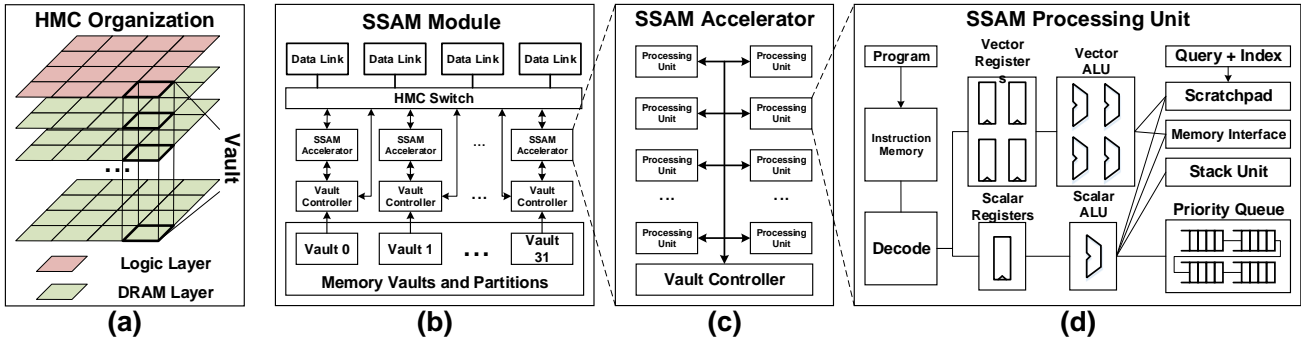 HMC Organization
...
Vault
Logic Layer
DRAM Layer
(a)
SSAM Module
Data Link
Data Link
Data Link
Data Link
HMC Switch
SSAM
Accelerator
SSAM
Accelerator
...
SSAM
Accelerator
Vault
Controller
Vault
Controller
...
Vault
Controller
Vault 0
Vault 1
...
Vault
31
Memory Vaults and Partitions
(b)
SSAM Accelerator
Processing
Unit
Processing
Unit
Processing
Unit
Processing
Unit
Processing
Unit
Processing
Unit
...
...
Processing
Unit
Processing
Unit
Vault Controller
(c)
SSAM Processing Unit
Program
Instruction
Memory
Decode
Vector
Register
s
Vector
ALU
Scalar
Registers
Scalar
ALU
Query + Index
Scratchpad
Memory Interface
Stack Unit
Priority Queue
(d)